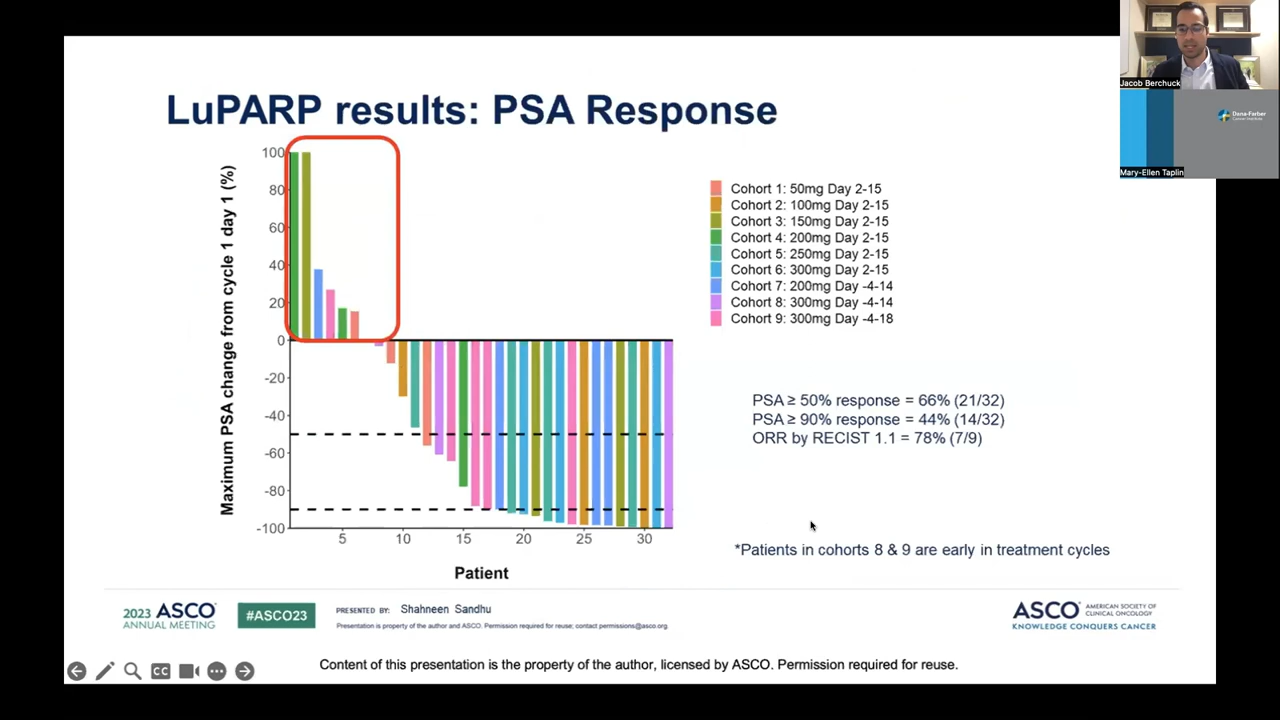 Jacob Berchuck
Dana-Farber
Cancer Institute
Mary-Ellen Taplin
LuPARP results: PSA Response
Maximum PSA change from cycle 1 day 1 (%)
100
80
60
40
20
0
-20
-40
-60
-80
-100
5
10
15
20
25
30
Patient
Cohort 1: 50mg Day 2-15
Cohort 2: 100mg Day 2-15
Cohort 3: 150mg Day 2-15
Cohort 4: 200mg Day 2-15
Cohort 5: 250mg Day 2-15
Cohort 6: 300mg Day 2-15
Cohort 7: 200mg Day -4-14
Cohort 8: 300mg Day -4-14
Cohort 9: 300mg Day -4-18
PSA ≥ 50% response = 66% (21/32)
PSA ≥ 90% response = 44% (14/32)
ORR by RECIST 1.1 = 78% (7/9)
*Patients in cohorts 8 & 9 are early in treatment cycles
2023 ASCO
ANNUAL MEETING
#ASCO23
PRESENTED BY: Shahneen Sandhu
Presentation is property of the author and ASCO. Permission required for reuse; contact permissions@asco.org.
ASCO AMERICAN SOCIETY OF
CLINICAL ONCOLOGY
KNOWLEDGE CONQUERS CANCER
CC
Content of this presentation is the property of the author, licensed by ASCO. Permission required for reuse.